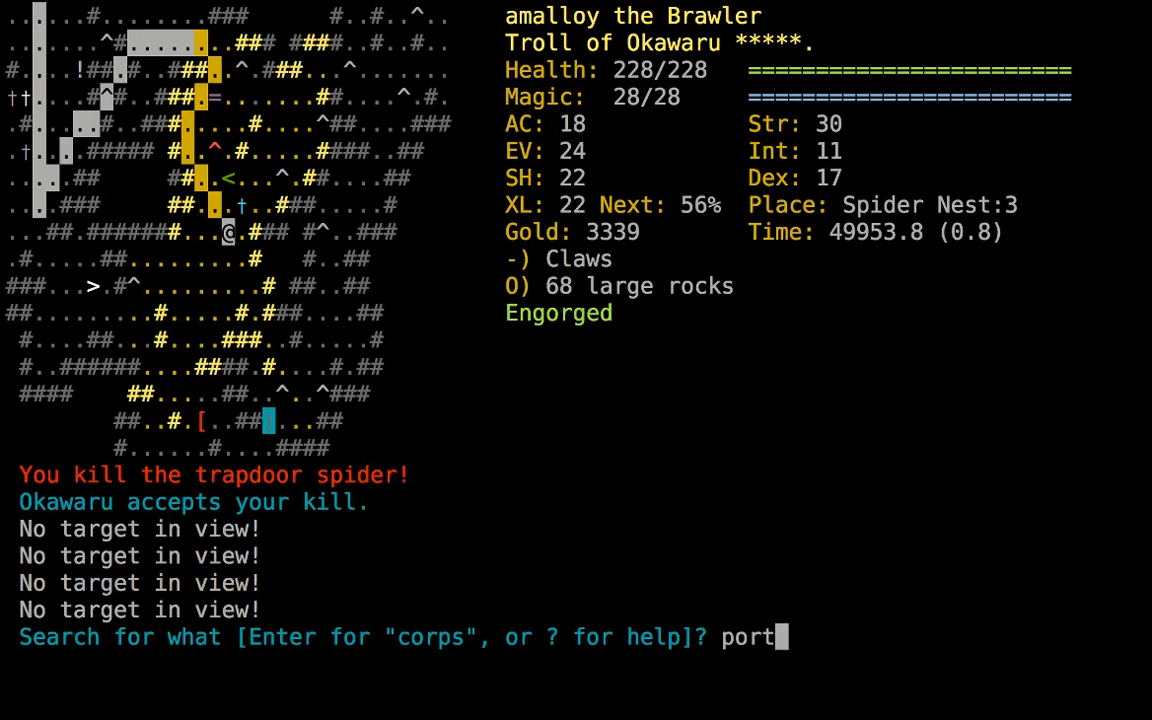 ..  .  ...#........###      #..#..^..
..  ....^#...... ...### ####..#..#..
#. ...!## .#..####..^.##...^.......
†† ...#^#..###..=.......##.....^.#.
.# ...  ..#..###.....#....^##...###
.† . .#####  #...^.#.....####..##
... ..##     ##..<...^.##....##
... .###     ##...†..###.....#
...##.#######...@.##  #^..###
.#.....##.........#   #..##
###...>.#^.........# ##..##
##.........#.....#.###....##
#....##...#....###..#.....#
#..######....####.#....#.##
####    ##.....##..^..^###
##..#.[..##)...##
#......#....####
amalloy the Brawler
Troll of Okawaru *****.
Health: 228/228 ========================
Magic: 28/28 ========================
AC: 18 Str: 30
EV: 24 Int: 11
SH: 22 Dex: 17
XL: 22 Next: 56% Place: Spider Nest:3
Gold: 3339 Time: 49953.8 (0.8)
-) Claws
O) 68 large rocks
Engorged
You kill the trapdoor spider!
Okawaru accepts your kill.
No target in view!
No target in view!
No target in view!
No target in view!
Search for what [Enter for "corps", or ? for help]? port